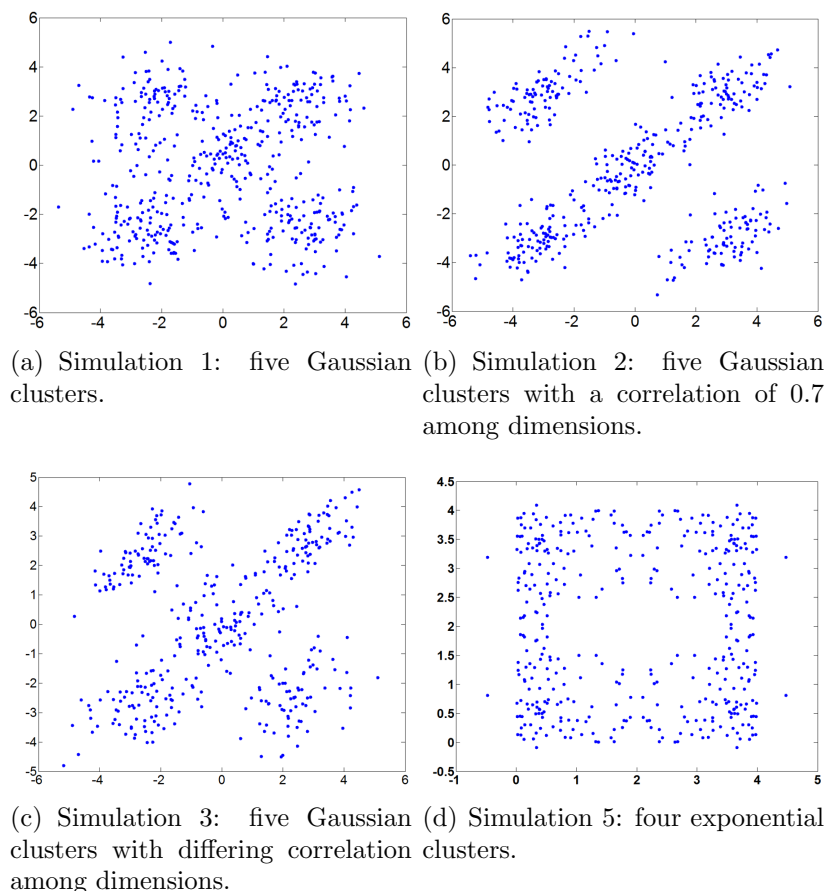 6
4
2
0
-2
-4
6
-6 -4 -2 0 2 4 6
6
4
2
0
-2
-4
6
-6 -4 -2 0 2 4 6
(a) Simulation 1: five Gaussian
clusters.
(b) Simulation 2: five Gaussian
clusters with a correlation of 0.7
among dimensions.
5
4
3
2
1
0
-1
-2
-3
-4
-5
-6 -4 -2 0 2 4 6
4.5
4
3.5
3
2.5
2
1.5
1
0.5
0
-0.5
-1 0 1 2 3 4 5
(c) Simulation 3: five Gaussian
clusters with differing correlation
among dimensions.
(d) Simulation 5: four exponential
clusters.